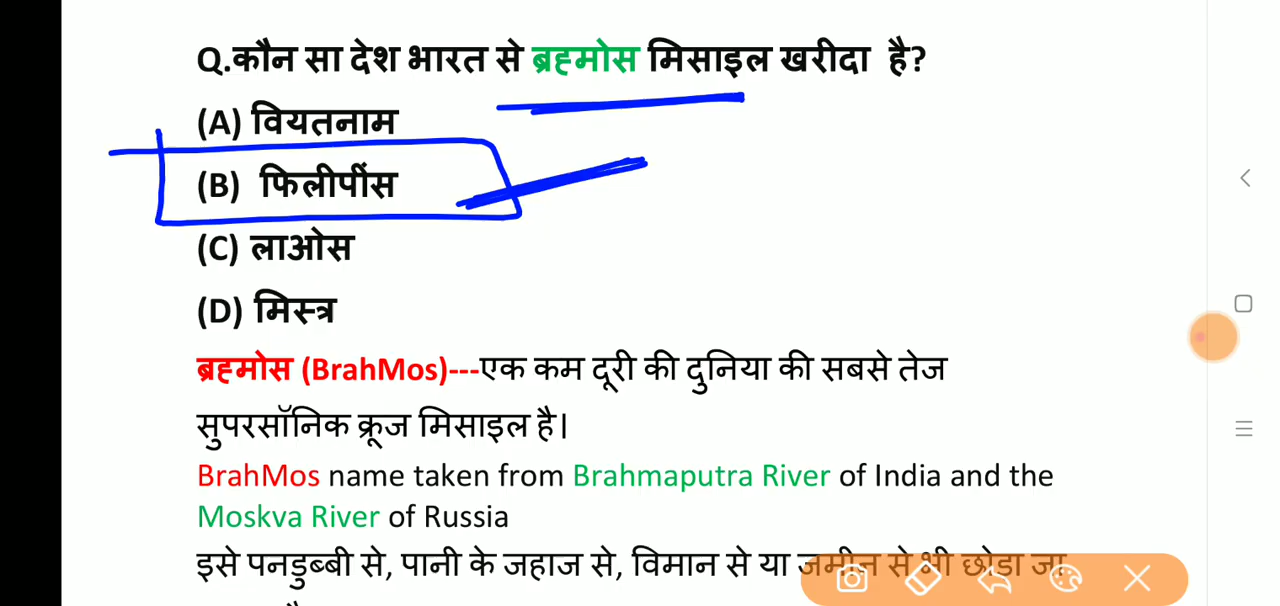 Q.कौन सा देश भारत से ब्रह्मोस मिसाइल खरीदा है?
(A) वियतनाम
(B) फिलीपींस
(C) लाओस
(D) मिस्त्र
ब्रह्मोस (BrahMos)---एक कम दूरी की दुनिया की सबसे तेज
सुपरसॉनिक क्रूज मिसाइल है।
BrahMos name taken from Brahmaputra River of India and the
Moskva River of Russia
इसे पनडुब्बी से, पानी के जहाज से, विमान से या जमीन से भी छोडा जा